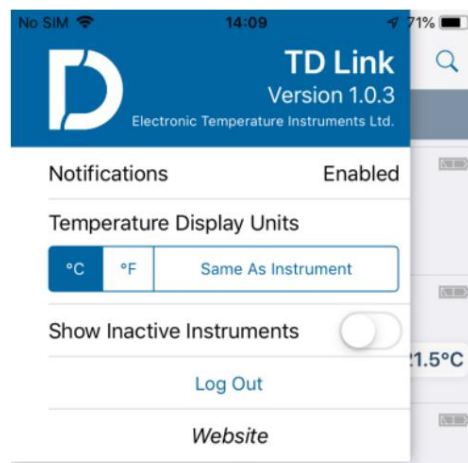 No SIM 14:09 71%
TD Link
Version 1.0.3
Electronic Temperature Instruments Ltd.
Notifications Enabled
Temperature Display Units
°C °F Same As Instrument
Show Inactive Instruments
21.5°C
Log Out
Website